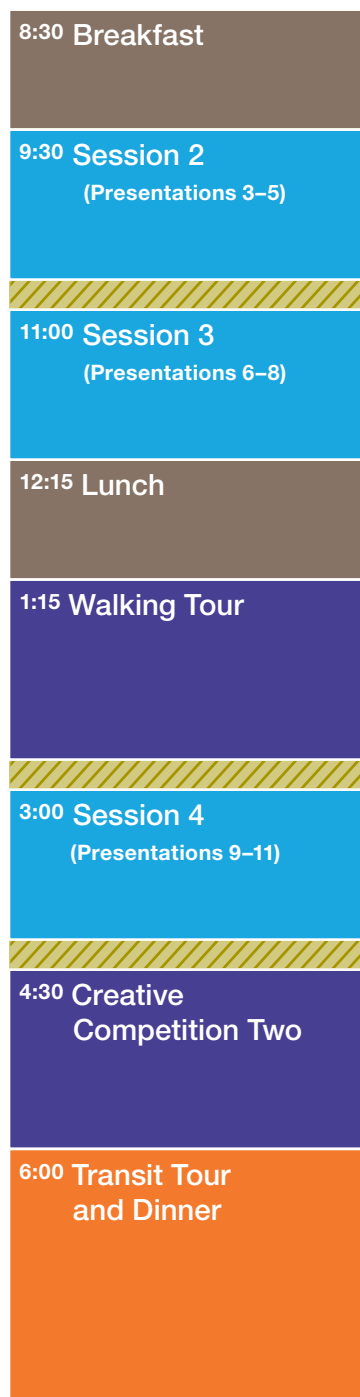 8:30 Breakfast
9:30 Session 2
(Presentations 3–5)
11:00 Session 3
(Presentations 6–8)
12:15 Lunch
1:15 Walking Tour
3:00 Session 4
(Presentations 9–11)
4:30 Creative
Competition Two
6:00 Transit Tour
and Dinner